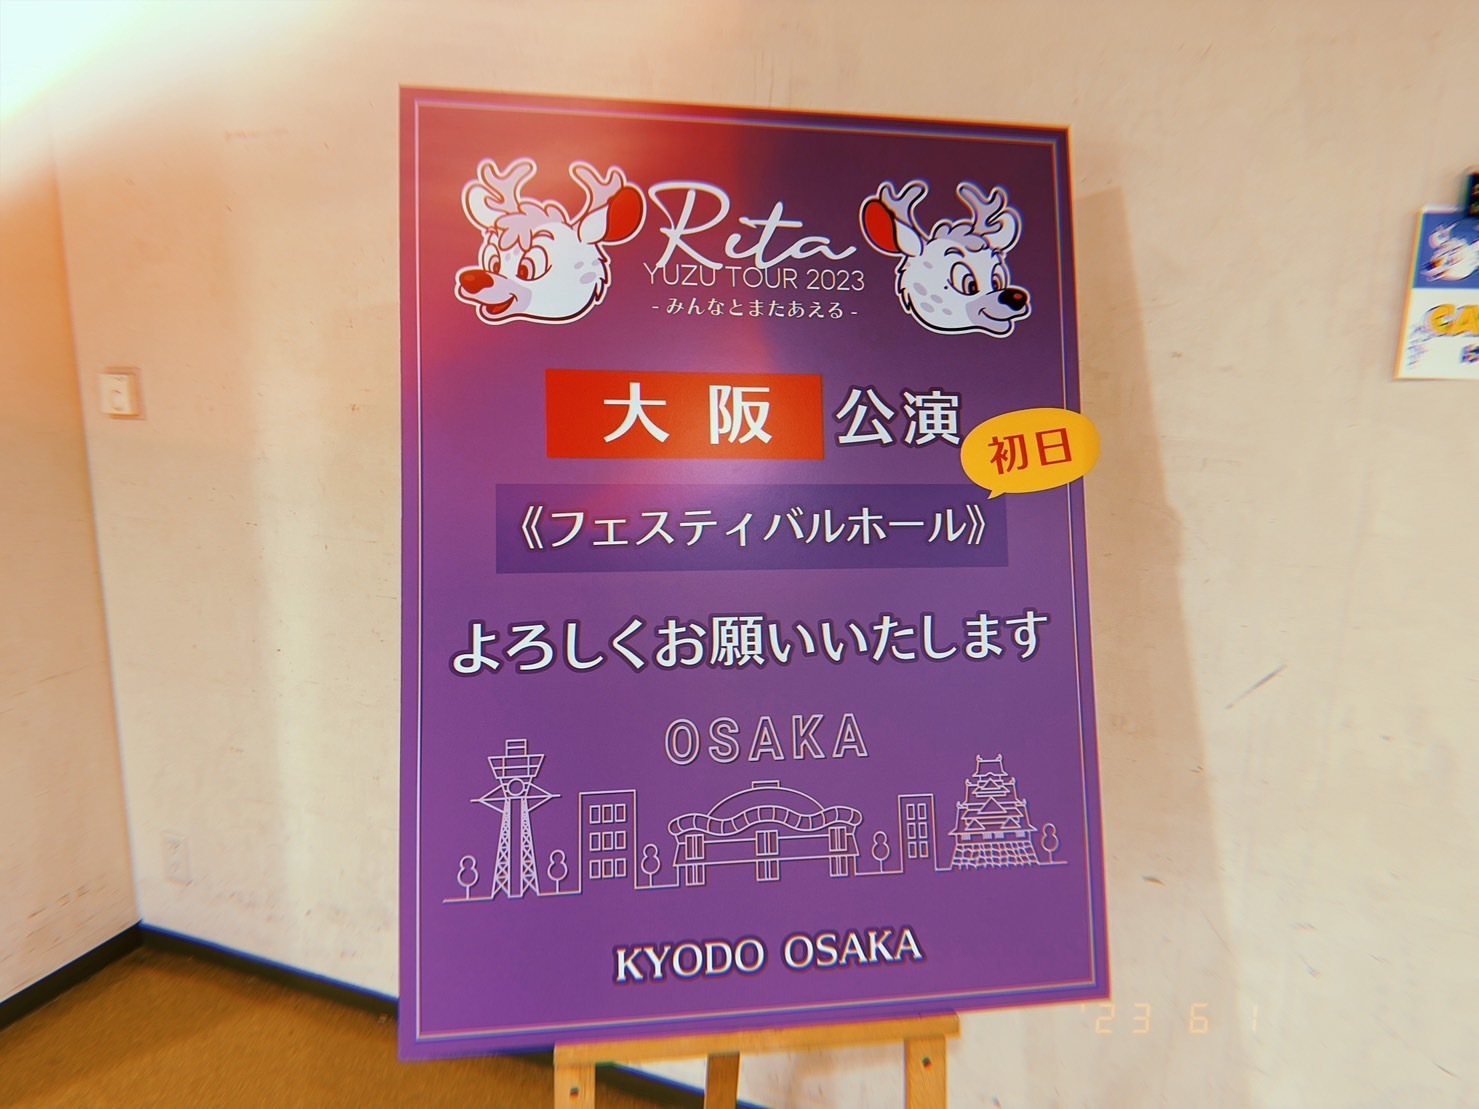 Rita
YUZU TOUR 2023
- みんなとまたあえる -
大阪 公演
初日
《フェスティバルホール》
よろしくお願いいたします
OSAKA
KYODO OSAKA
'23 6 1